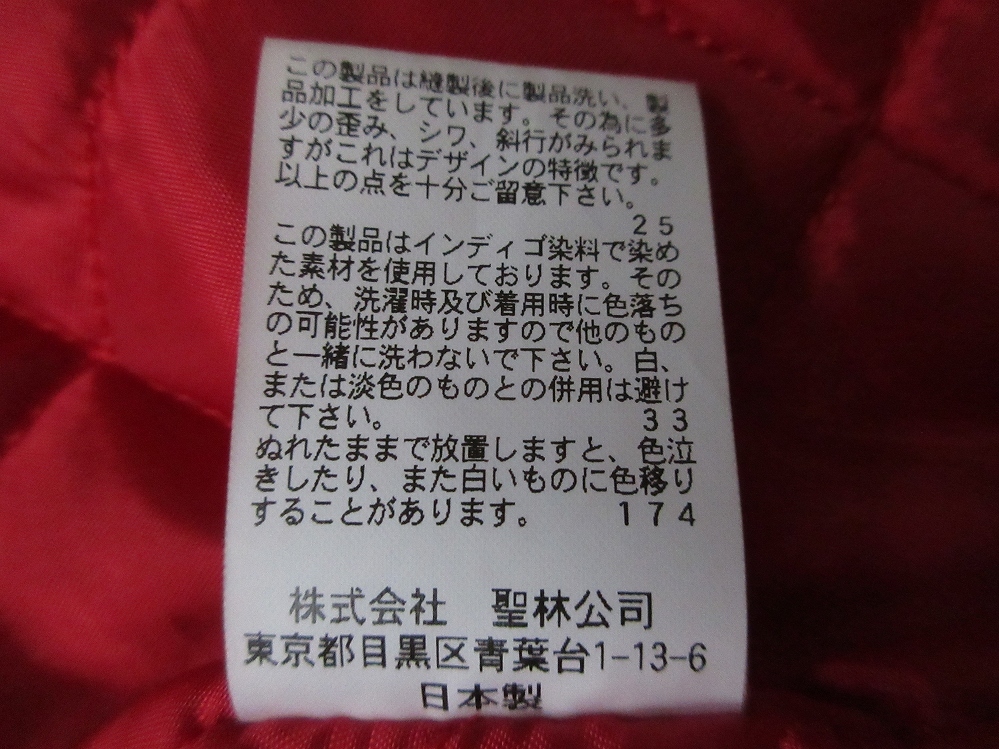 この製品は縫製後に製品洗い、製
品加工をしています。その為に多
少の歪み、シワ、斜行がみられま
すがこれはデザインの特徴です。
以上の点を十分ご留意下さい。
２５
この製品はインディゴ染料で染め
た素材を使用しております。その
ため、洗濯時及び着用時に色落ち
の可能性がありますので他のもの
と一緒に洗わないで下さい。白、
または淡色のものとの併用は避け
て下さい。　３３
ぬれたままで放置しますと、色泣
きしたり、また白いものに色移り
することがあります。　１７４
株式会社　聖林公司
東京都目黒区青葉台1-13-6
日本製